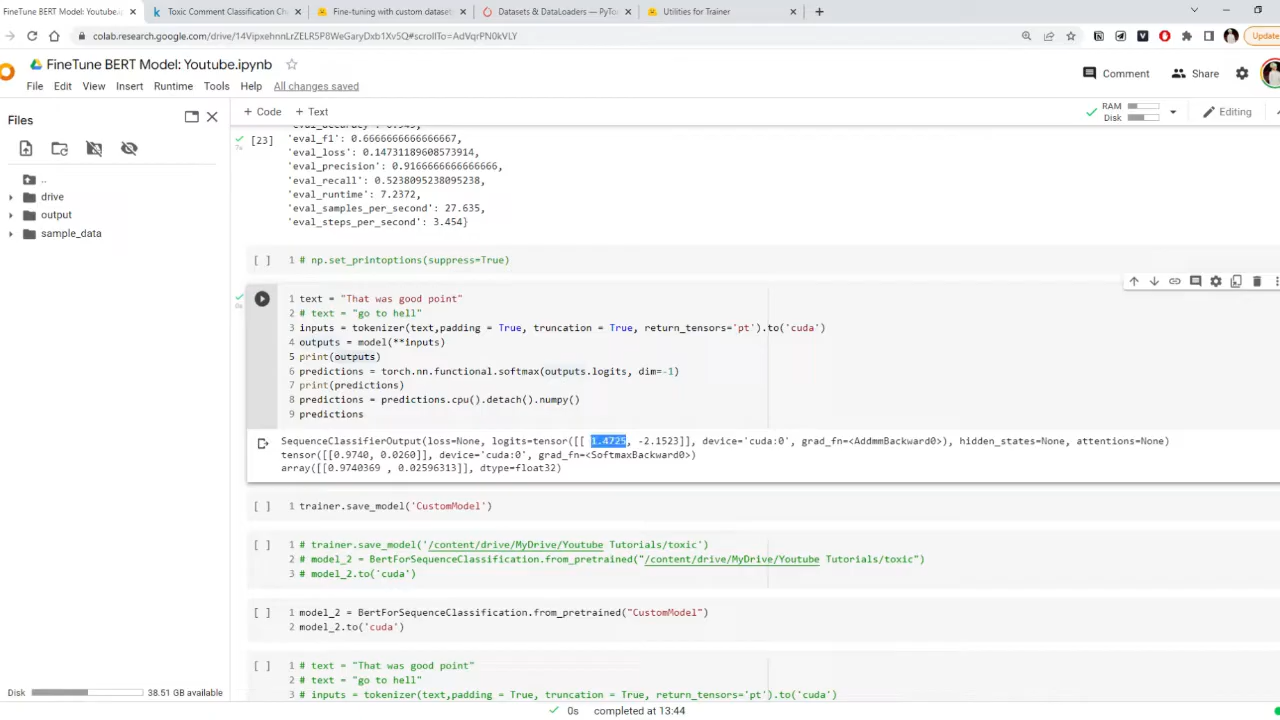 FineTune BERT Model: Youtube.i
Toxic Comment Classification Cha
Fine-tuning with custom datasets
Datasets & DataLoaders — PyTo
Utilities for Trainer
colab.research.google.com/drive/14VipxehnnLrZELR5P8WeGaryDxb1Xv5Q#scrollTo=AdVqrPN0kVLY
Update
FineTune BERT Model: Youtube.ipynb
File Edit View Insert Runtime Tools Help All changes saved
Comment Share
Files
+ Code + Text
RAM
Disk
Editing
..
drive
output
sample_data
[23]
'eval_f1': 0.6666666666666667,
'eval_loss': 0.14731189608573914,
'eval_precision': 0.9166666666666666,
'eval_recall': 0.5238095238095238,
'eval_runtime': 7.2372,
'eval_samples_per_second': 27.635,
'eval_steps_per_second': 3.454}
[ ] 1 # np.set_printoptions(suppress=True)
1 text = "That was good point"
2 # text = "go to hell"
3 inputs = tokenizer(text,padding = True, truncation = True, return_tensors='pt').to('cuda')
4 outputs = model(**inputs)
5 print(outputs)
6 predictions = torch.nn.functional.softmax(outputs.logits, dim=-1)
7 print(predictions)
8 predictions = predictions.cpu().detach().numpy()
9 predictions
SequenceClassifierOutput(loss=None, logits=tensor([[ 1.4725, -2.1523]], device='cuda:0', grad_fn=<AddmmBackward0>), hidden_states=None, attentions=None)
tensor([[0.9740, 0.0260]], device='cuda:0', grad_fn=<SoftmaxBackward0>)
array([[0.9740369 , 0.02596313]], dtype=float32)
[ ] 1 trainer.save_model('CustomModel')
[ ] 1 # trainer.save_model('/content/drive/MyDrive/Youtube Tutorials/toxic')
2 # model_2 = BertForSequenceClassification.from_pretrained("/content/drive/MyDrive/Youtube Tutorials/toxic")
3 # model_2.to('cuda')
[ ] 1 model_2 = BertForSequenceClassification.from_pretrained("CustomModel")
2 model_2.to('cuda')
[ ] 1 # text = "That was good point"
2 # text = "go to hell"
3 # inputs = tokenizer(text,padding = True, truncation = True, return_tensors='pt').to('cuda')
Disk 38.51 GB available
0s completed at 13:44